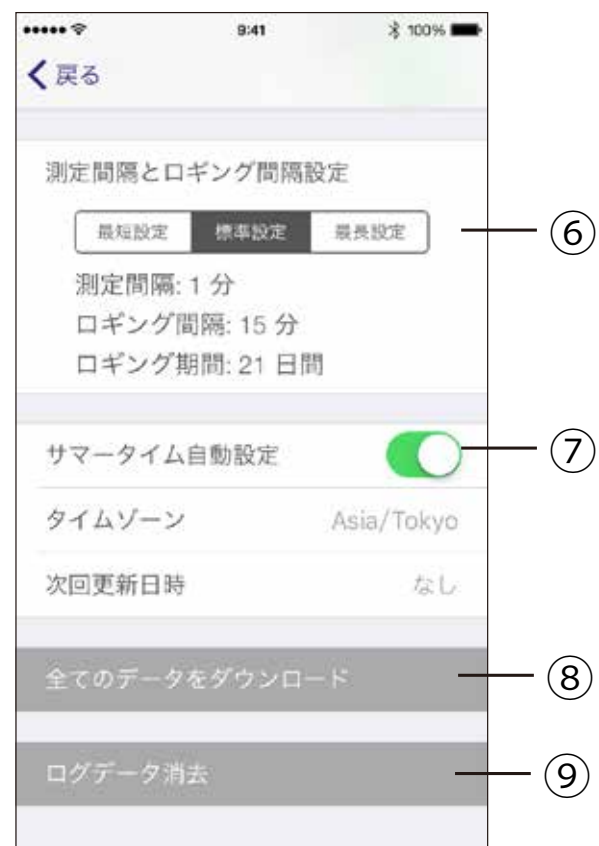 9:41 100%
戻る
測定間隔とロギング間隔設定
最短設定 標準設定 最長設定 ⑥
測定間隔: 1 分
ロギング間隔: 15 分
ロギング期間: 21 日間
サマータイム自動設定 ⑦
タイムゾーン Asia/Tokyo
次回更新日時 なし
全てのデータをダウンロード ⑧
ログデータ消去 ⑨